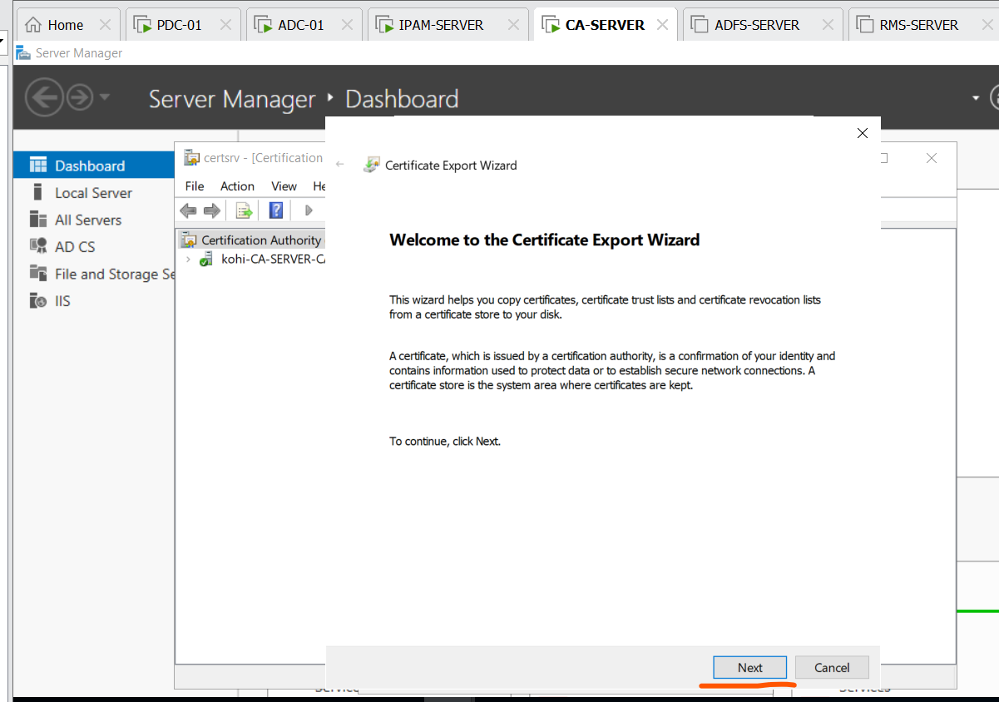 Home
PDC-01
ADC-01
IPAM-SERVER
CA-SERVER
ADFS-SERVER
RMS-SERVER
Server Manager
Server Manager Dashboard
Dashboard
Local Server
All Servers
AD CS
File and Storage Se
IIS
certsrv - [Certification
File Action View He
Certification Authority
kohi-CA-SERVER-CA
Certificate Export Wizard
Welcome to the Certificate Export Wizard
This wizard helps you copy certificates, certificate trust lists and certificate revocation lists
from a certificate store to your disk.
A certificate, which is issued by a certification authority, is a confirmation of your identity and
contains information used to protect data or to establish secure network connections. A
certificate store is the system area where certificates are kept.
To continue, click Next.
Next
Cancel